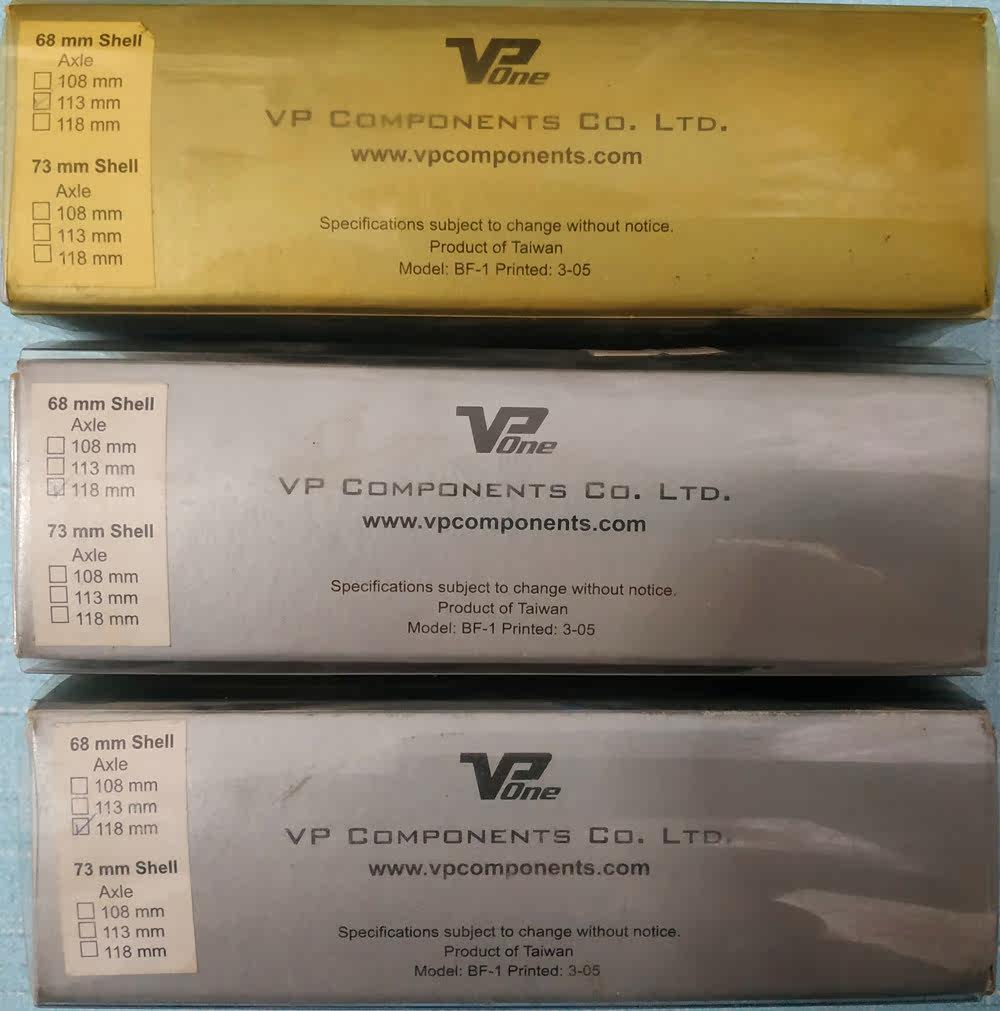 68 mm Shell
Axle
☐ 108 mm
☑ 113 mm
☐ 118 mm
73 mm Shell
Axle
☐ 108 mm
☐ 113 mm
☐ 118 mm
VP One
VP COMPONENTS CO. LTD.
www.vpcomponents.com
Specifications subject to change without notice.
Product of Taiwan
Model: BF-1 Printed: 3-05
68 mm Shell
Axle
☐ 108 mm
☐ 113 mm
☑ 118 mm
73 mm Shell
Axle
☐ 108 mm
☐ 113 mm
☐ 118 mm
VP One
VP COMPONENTS CO. LTD.
www.vpcomponents.com
Specifications subject to change without notice.
Product of Taiwan
Model: BF-1 Printed: 3-05
68 mm Shell
Axle
☐ 108 mm
☐ 113 mm
☑ 118 mm
73 mm Shell
Axle
☐ 108 mm
☐ 113 mm
☐ 118 mm
VP One
VP COMPONENTS CO. LTD.
www.vpcomponents.com
Specifications subject to change without notice.
Product of Taiwan
Model: BF-1 Printed: 3-05